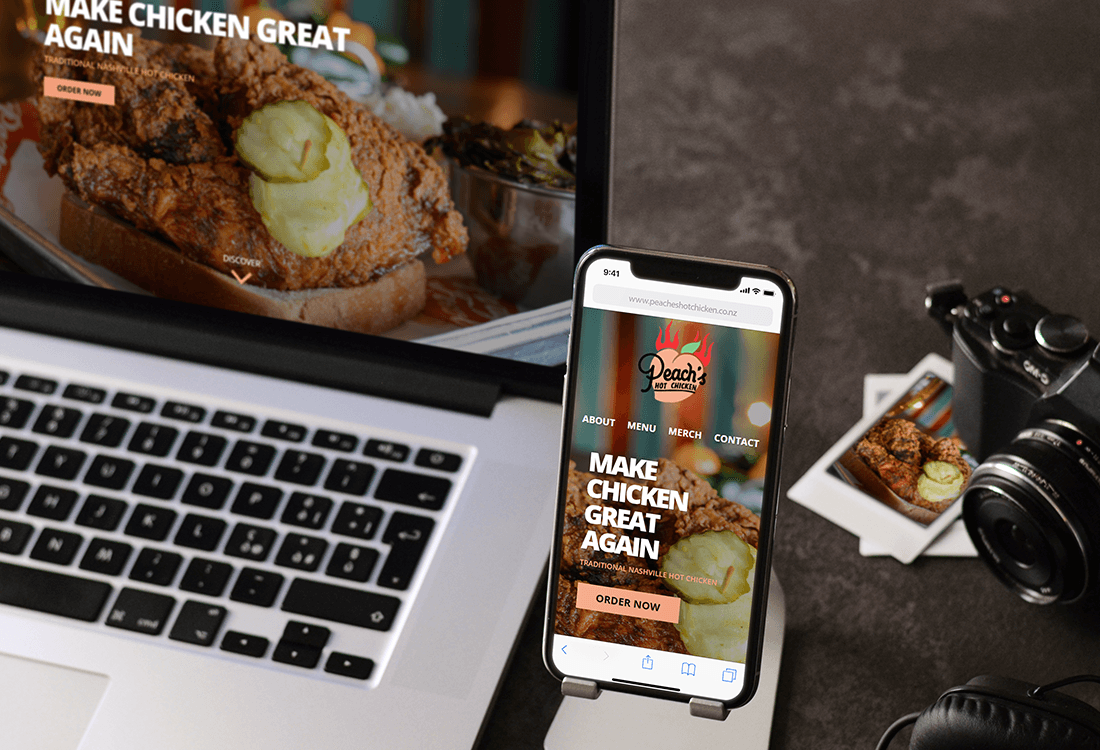 MAKE CHICKEN GREAT
AGAIN
TRADITIONAL NASHVILLE HOT CHICKEN
ORDER NOW
DISCOVER
9:41
www.peacheshotchicken.co.nz
Peach's
HOT CHICKEN
ABOUT MENU MERCH CONTACT
MAKE
CHICKEN
GREAT
AGAIN
TRADITIONAL NASHVILLE HOT CHICKEN
ORDER NOW
H J K L
B N M
cmd